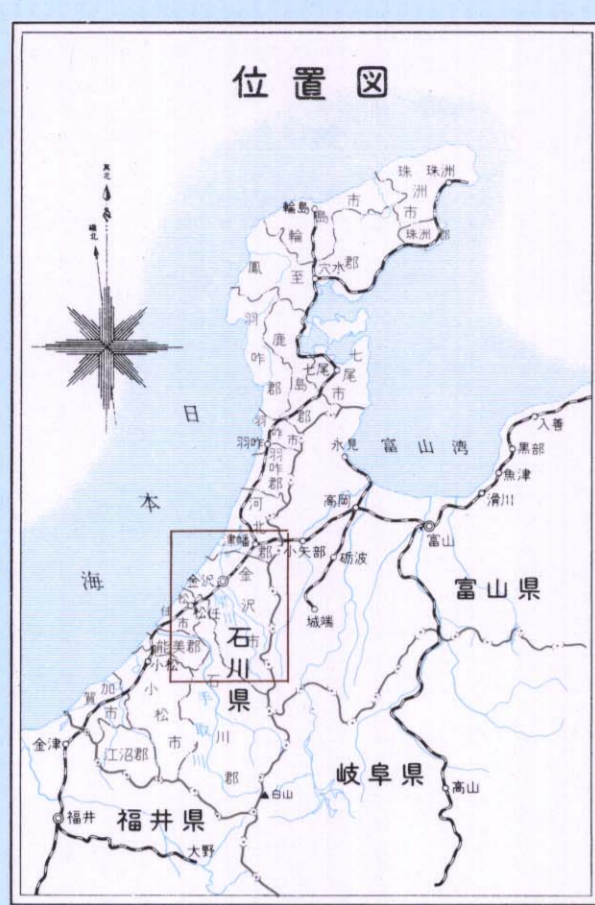 位置図
真北
磁北
珠洲
珠洲市
珠洲郡
輪島
輪島市
鳳至郡
穴水
羽咋郡
鹿島郡
七尾
七尾市
羽咋
羽咋市
羽咋郡
氷見
富山湾
入善
黒部
魚津
滑川
高岡
富山
日本海
河北郡
津幡
小矢部
砺波
城端
富山県
金沢
金沢市
松任
松任市
石川県
能美郡
小松
小松市
手取川
石川郡
加賀市
江沼郡
金津
白山
岐阜県
高山
福井
福井県
大野